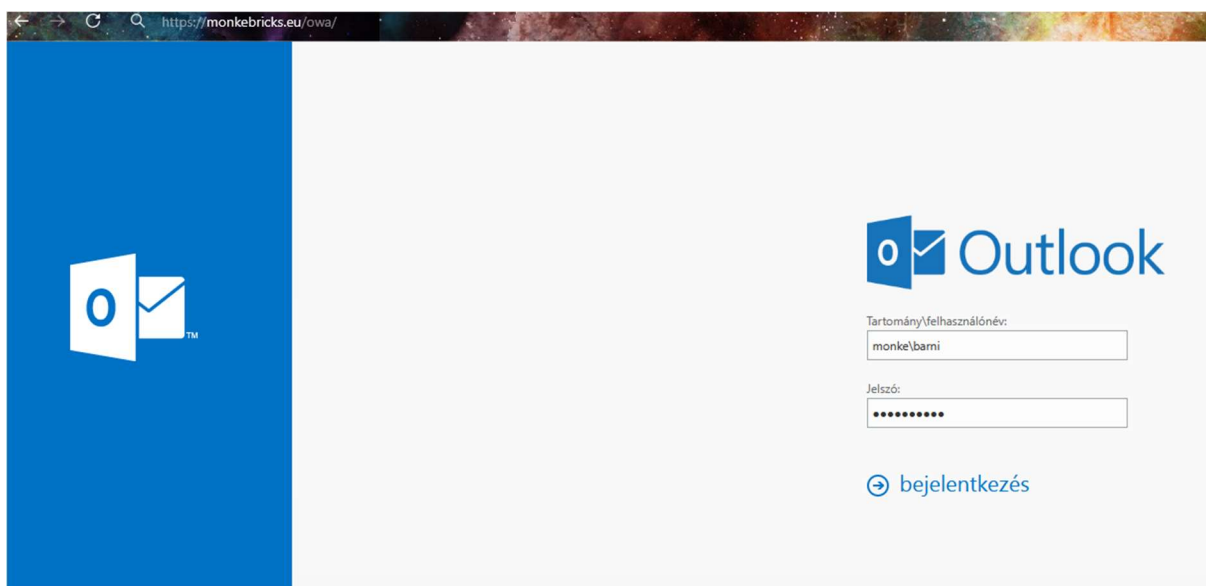 https://monkebricks.eu/owa/
O
TM
O Outlook
Tartomány\felhasználónév:
monke\barni
Jelszó:
••••••••••
bejelentkezés